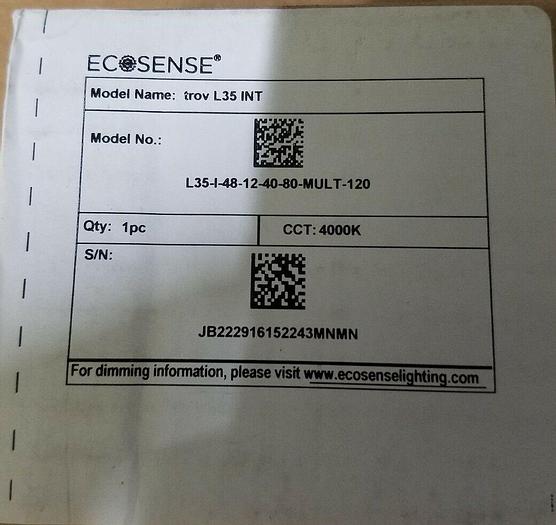 ECOSENSE®
Model Name: trov L35 INT
Model No.:
L35-I-48-12-40-80-MULT-120
Qty: 1pc
CCT: 4000K
S/N:
JB222916152243MNMN
For dimming information, please visit www.ecosenselighting.com